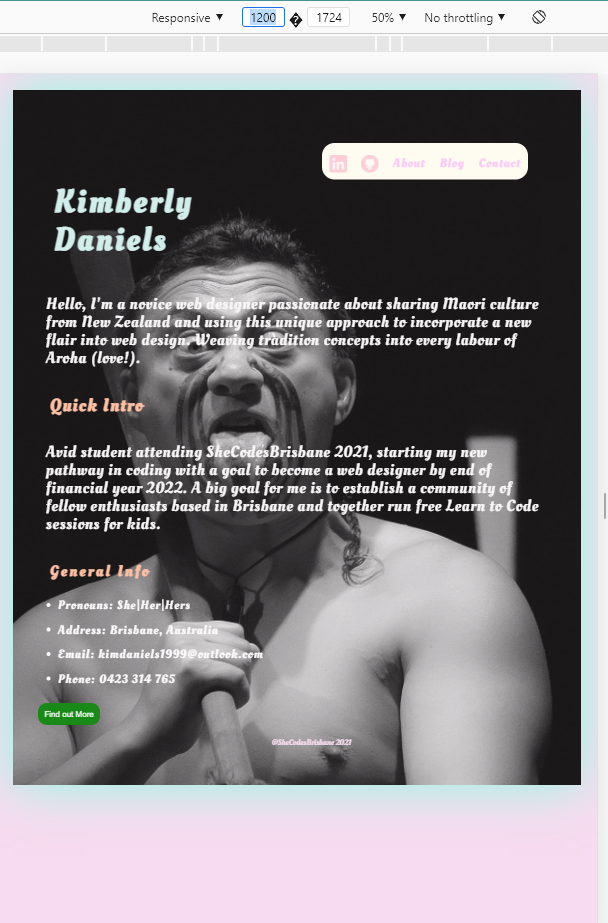 Responsive ▼ 1200 � 1724 50% ▼ No throttling ▼
in About Blog Contact
Kimberly
Daniels
Hello, I'm a novice web designer passionate about sharing Maori culture
from New Zealand and using this unique approach to incorporate a new
flair into web design. Weaving tradition concepts into every labour of
Aroha (love!).
Quick Intro
Avid student attending SheCodesBrisbane 2021, starting my new
pathway in coding with a goal to become a web designer by end of
financial year 2022. A big goal for me is to establish a community of
fellow enthusiasts based in Brisbane and together run free Learn to Code
sessions for kids.
General Info
• Pronouns: She|Her|Hers
• Address: Brisbane, Australia
• Email: kimdaniels1999@outlook.com
• Phone: 0423 314 765
Find out More
@SheCodesBrisbane 2021